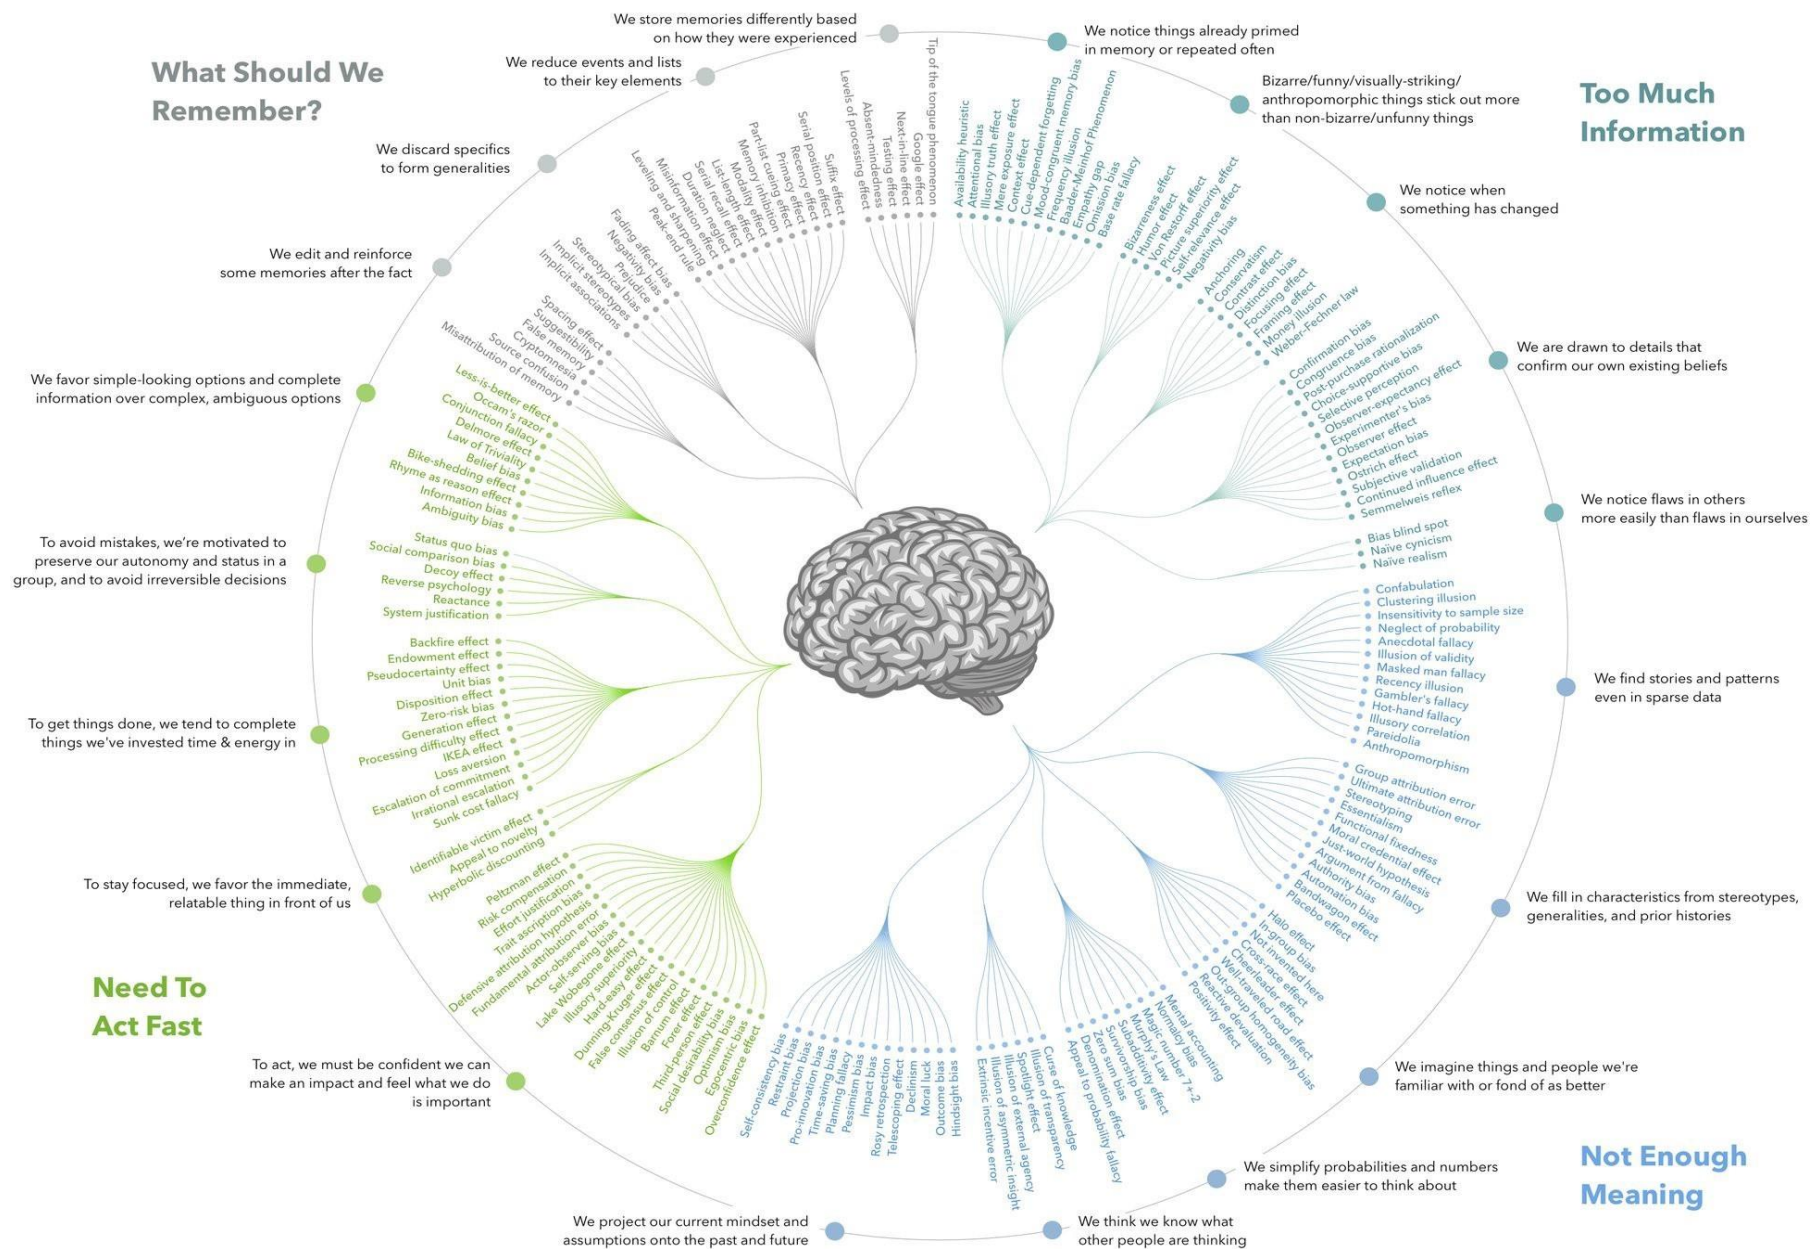 What Should We
Remember?
We store memories differently based
on how they were experienced
We reduce events and lists
to their key elements
We discard specifics
to form generalities
We edit and reinforce
some memories after the fact
Tip of the tongue phenomenon
Google effect
Next-in-line effect
Testing effect
Absent-mindedness
Levels of processing effect
Suffix effect
Serial position effect
Recency effect
Primacy effect
Part-list cueing effect
Memory inhibition
Modality effect
List-length effect
Serial recall effect
Duration neglect
Misinformation effect
Leveling and sharpening
Peak-end rule
Fading affect bias
Negativity bias
Prejudice
Stereotypical bias
Implicit stereotypes
Implicit associations
Spacing effect
Suggestibility
False memory
Cryptomnesia
Source confusion
Misattribution of memory
Too Much
Information
We notice things already primed
in memory or repeated often
Bizarre/funny/visually-striking/
anthropomorphic things stick out more
than non-bizarre/unfunny things
We notice when
something has changed
We are drawn to details that
confirm our own existing beliefs
We notice flaws in others
more easily than flaws in ourselves
Availability heuristic
Attentional bias
Illusory truth effect
Mere exposure effect
Context effect
Cue-dependent forgetting
Mood-congruent memory bias
Frequency illusion
Baader-Meinhof Phenomenon
Empathy gap
Omission bias
Base rate fallacy
Bizarreness effect
Humor effect
Von Restorff effect
Picture superiority effect
Self-relevance effect
Negativity bias
Anchoring
Conservatism
Contrast effect
Distinction bias
Focusing effect
Framing effect
Money illusion
Weber-Fechner law
Confirmation bias
Congruence bias
Post-purchase rationalization
Choice-supportive bias
Selective perception
Observer-expectancy effect
Experimenter's bias
Observer effect
Expectation bias
Ostrich effect
Subjective validation
Continued influence effect
Semmelweis reflex
Bias blind spot
Naïve cynicism
Naïve realism
We find stories and patterns
even in sparse data
We fill in characteristics from stereotypes,
generalities, and prior histories
We imagine things and people we're
familiar with or fond of as better
We simplify probabilities and numbers
make them easier to think about
We think we know what
other people are thinking
We project our current mindset and
assumptions onto the past and future
Not Enough
Meaning
Confabulation
Clustering illusion
Insensitivity to sample size
Neglect of probability
Anecdotal fallacy
Illusion of validity
Masked man fallacy
Recency illusion
Gambler's fallacy
Hot-hand fallacy
Illusory correlation
Pareidolia
Anthropomorphism
Group attribution error
Ultimate attribution error
Stereotyping
Essentialism
Functional fixedness
Moral credential effect
Just-world hypothesis
Argument from fallacy
Authority bias
Automation bias
Bandwagon effect
Placebo effect
Halo effect
In-group bias
Not invented here
Cross-race effect
Cheerleader effect
Well-traveled road effect
Out-group homogeneity bias
Reactive devaluation
Positivity effect
Mental accounting
Normalcy bias
Magic number 7+-2
Murphy's Law
Subadditivity effect
Survivorship bias
Zero sum bias
Denomination effect
Appeal to probability fallacy
Curse of knowledge
Illusion of transparency
Spotlight effect
Illusion of external agency
Illusion of asymmetric insight
Extrinsic incentive error
Hindsight bias
Outcome bias
Moral luck
Declinism
Telescoping effect
Rosy retrospection
Impact bias
Pessimism bias
Planning fallacy
Time-saving bias
Pro-innovation bias
Projection bias
Restraint bias
Self-consistency bias
We favor simple-looking options and complete
information over complex, ambiguous options
To avoid mistakes, we're motivated to
preserve our autonomy and status in a
group, and to avoid irreversible decisions
To get things done, we tend to complete
things we've invested time & energy in
To stay focused, we favor the immediate,
relatable thing in front of us
To act, we must be confident we can
make an impact and feel what we do
is important
Need To
Act Fast
Less-is-better effect
Occam's razor
Conjunction fallacy
Delmore effect
Law of Triviality
Belief bias
Bike-shedding effect
Rhyme as reason effect
Information bias
Ambiguity bias
Status quo bias
Social comparison bias
Decoy effect
Reverse psychology
Reactance
System justification
Backfire effect
Endowment effect
Pseudocertainty effect
Unit bias
Disposition effect
Zero-risk bias
Generation effect
Processing difficulty effect
IKEA effect
Loss aversion
Escalation of commitment
Irrational escalation
Sunk cost fallacy
Identifiable victim effect
Appeal to novelty
Hyperbolic discounting
Peltzman effect
Risk compensation
Effort justification
Trait ascription bias
Defensive attribution hypothesis
Fundamental attribution error
Actor-observer bias
Self-serving bias
Lake Wobegone effect
Illusory superiority
Hard-easy effect
Dunning-Kruger effect
False consensus effect
Illusion of control
Barnum effect
Forer effect
Third-person effect
Social desirability bias
Optimism bias
Egocentric bias
Overconfidence effect